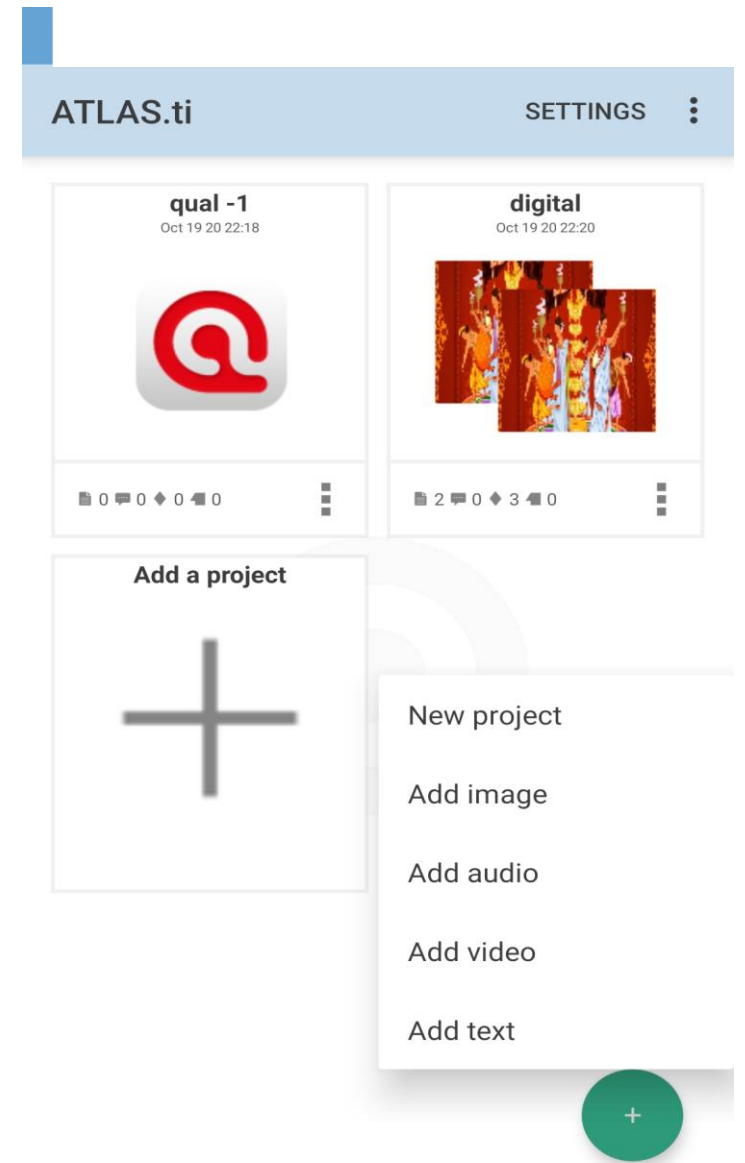 ATLAS.ti SETTINGS
qual -1
Oct 19 20 22:18
0 0 0 0
digital
Oct 19 20 22:20
2 0 3 0
Add a project
New project
Add image
Add audio
Add video
Add text
+